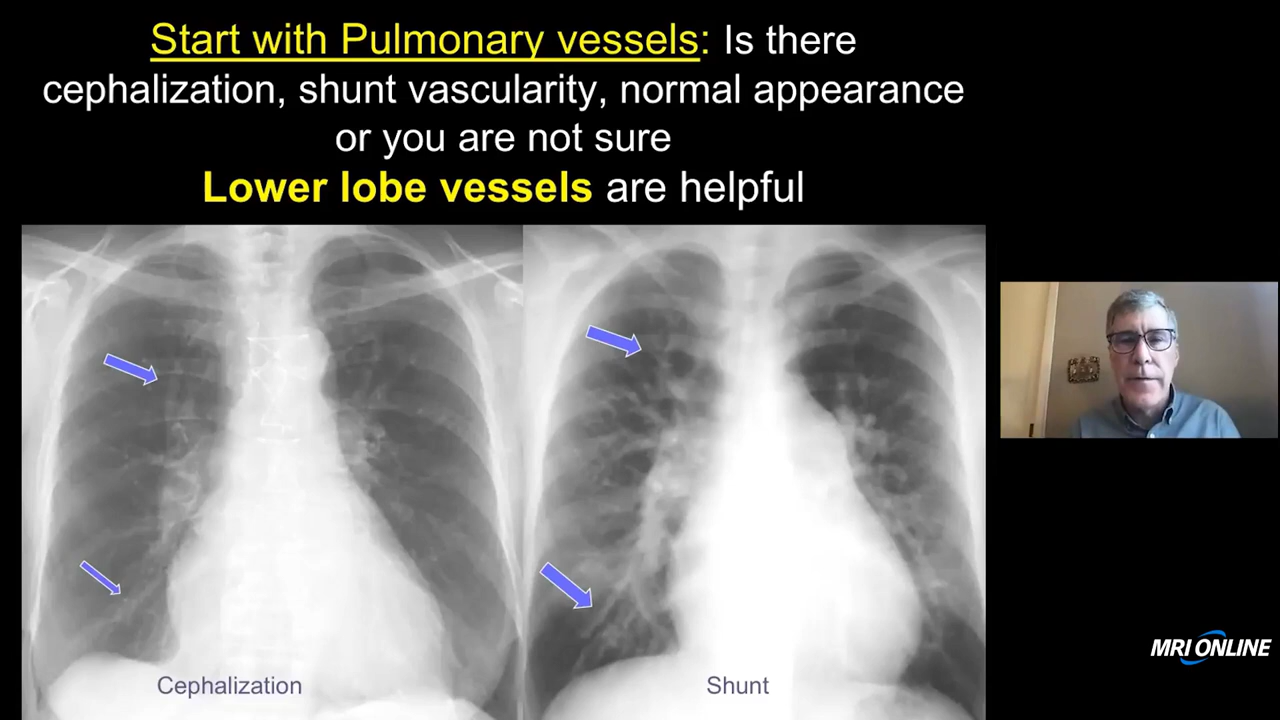 Start with Pulmonary vessels: Is there
cephalization, shunt vascularity, normal appearance
or you are not sure
Lower lobe vessels are helpful
Cephalization
Shunt
MRI ONLINE